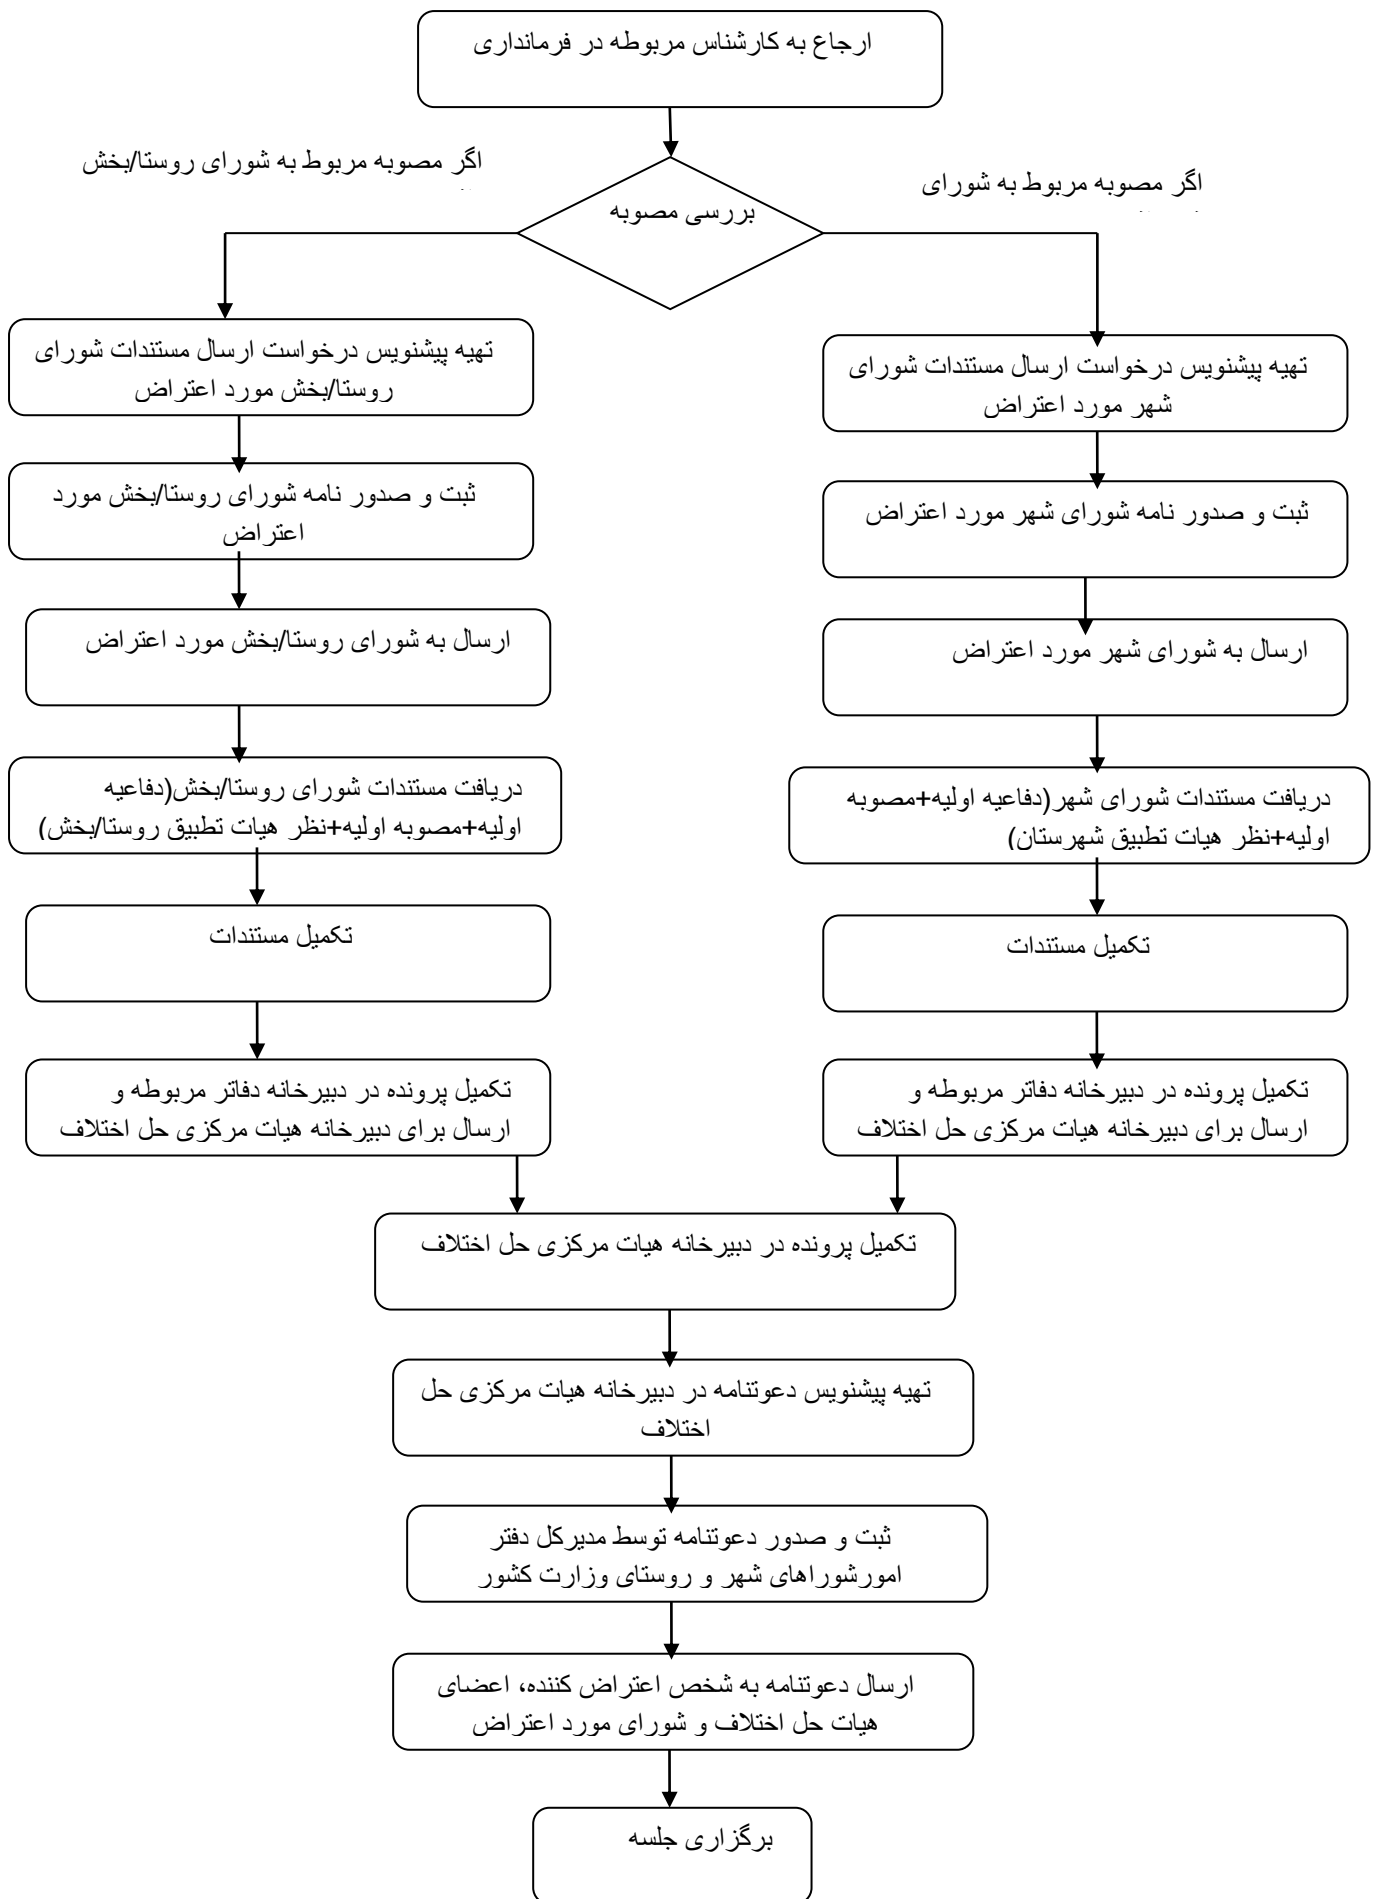 ارجاع به کارشناس مربوطه در فرمانداری
اگر مصوبه مربوط به شورای روستا/بخش
اگر مصوبه مربوط به شورای
بررسی مصوبه
تهیه پیشنویس درخواست ارسال مستندات شورای
روستا/بخش مورد اعتراض
تهیه پیشنویس درخواست ارسال مستندات شورای
شهر مورد اعتراض
ثبت و صدور نامه شورای روستا/بخش مورد
اعتراض
ثبت و صدور نامه شورای شهر مورد اعتراض
ارسال به شورای روستا/بخش مورد اعتراض
ارسال به شورای شهر مورد اعتراض
دریافت مستندات شورای روستا/بخش(دفاعیه
اولیه+مصوبه اولیه+نظر هیات تطبیق روستا/بخش)
دریافت مستندات شورای شهر(دفاعیه اولیه+مصوبه
اولیه+نظر هیات تطبیق شهرستان)
تکمیل مستندات
تکمیل مستندات
تکمیل پرونده در دبیرخانه دفاتر مربوطه و
ارسال برای دبیرخانه هیات مرکزی حل اختلاف
تکمیل پرونده در دبیرخانه دفاتر مربوطه و
ارسال برای دبیرخانه هیات مرکزی حل اختلاف
تکمیل پرونده در دبیرخانه هیات مرکزی حل اختلاف
تهیه پیشنویس دعوتنامه در دبیرخانه هیات مرکزی حل
اختلاف
ثبت و صدور دعوتنامه توسط مدیرکل دفتر
امورشوراهای شهر و روستای وزارت کشور
ارسال دعوتنامه به شخص اعتراض کننده، اعضای
هیات حل اختلاف و شورای مورد اعتراض
برگزاری جلسه